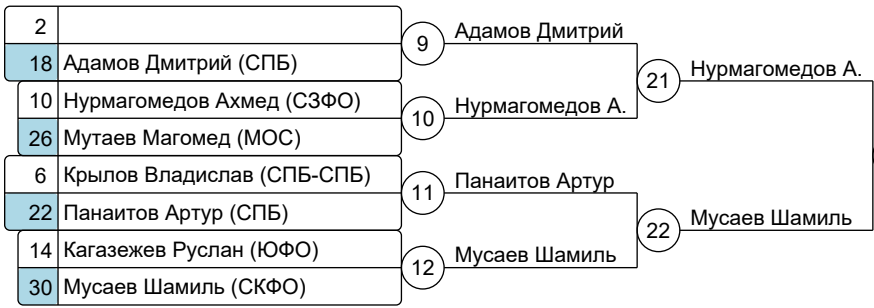 2
9
Адамов Дмитрий
18 Адамов Дмитрий (СПБ)
21
Нурмагомедов А.
10 Нурмагомедов Ахмед (СЗФО)
10
Нурмагомедов А.
26 Мутаев Магомед (МОС)
6 Крылов Владислав (СПБ-СПБ)
11
Панаитов Артур
22 Панаитов Артур (СПБ)
22
Мусаев Шамиль
14 Кагазежев Руслан (ЮФО)
12
Мусаев Шамиль
30 Мусаев Шамиль (СКФО)